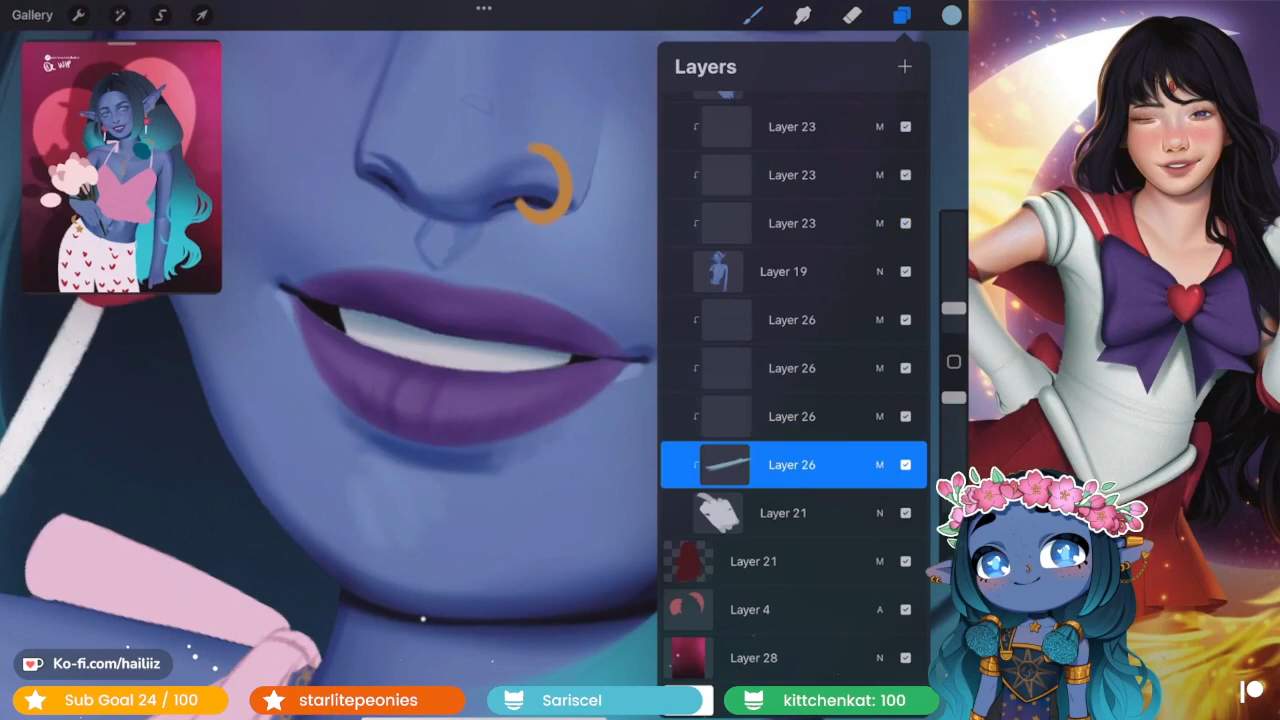 Gallery
WIP
Layers
Layer 23 M
Layer 23 M
Layer 23 M
Layer 19 N
Layer 26 M
Layer 26 M
Layer 26 M
Layer 26 M
Layer 21 N
Layer 21 M
Layer 4 A
Layer 28 N
Ko-fi.com/hailiiz
Sub Goal 24 / 100
starlitepeonies
Sariscel
kittchenkat: 100